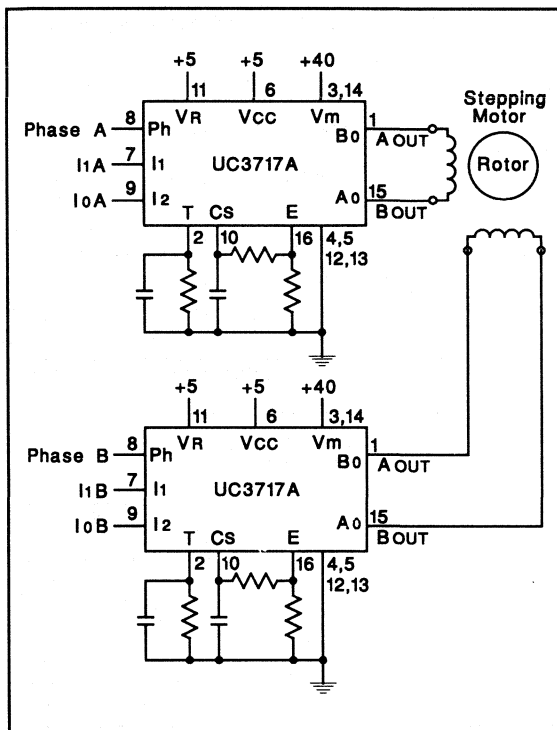 +5 +5 +40
11 6 3,14
Stepping
Motor
VR VCC Vm
Phase A 8 Ph B0 1 A OUT
I1A 7 I1 UC3717A Rotor
I0A 9 I2 A0 15 B OUT
T CS E
2 10 16 4,5
12,13
+5 +5 +40
11 6 3,14
VR VCC Vm
Phase B 8 Ph B0 1 A OUT
I1B 7 I1 UC3717A
I0B 9 I2 A0 15 B OUT
T CS E
2 10 16 4,5
12,13